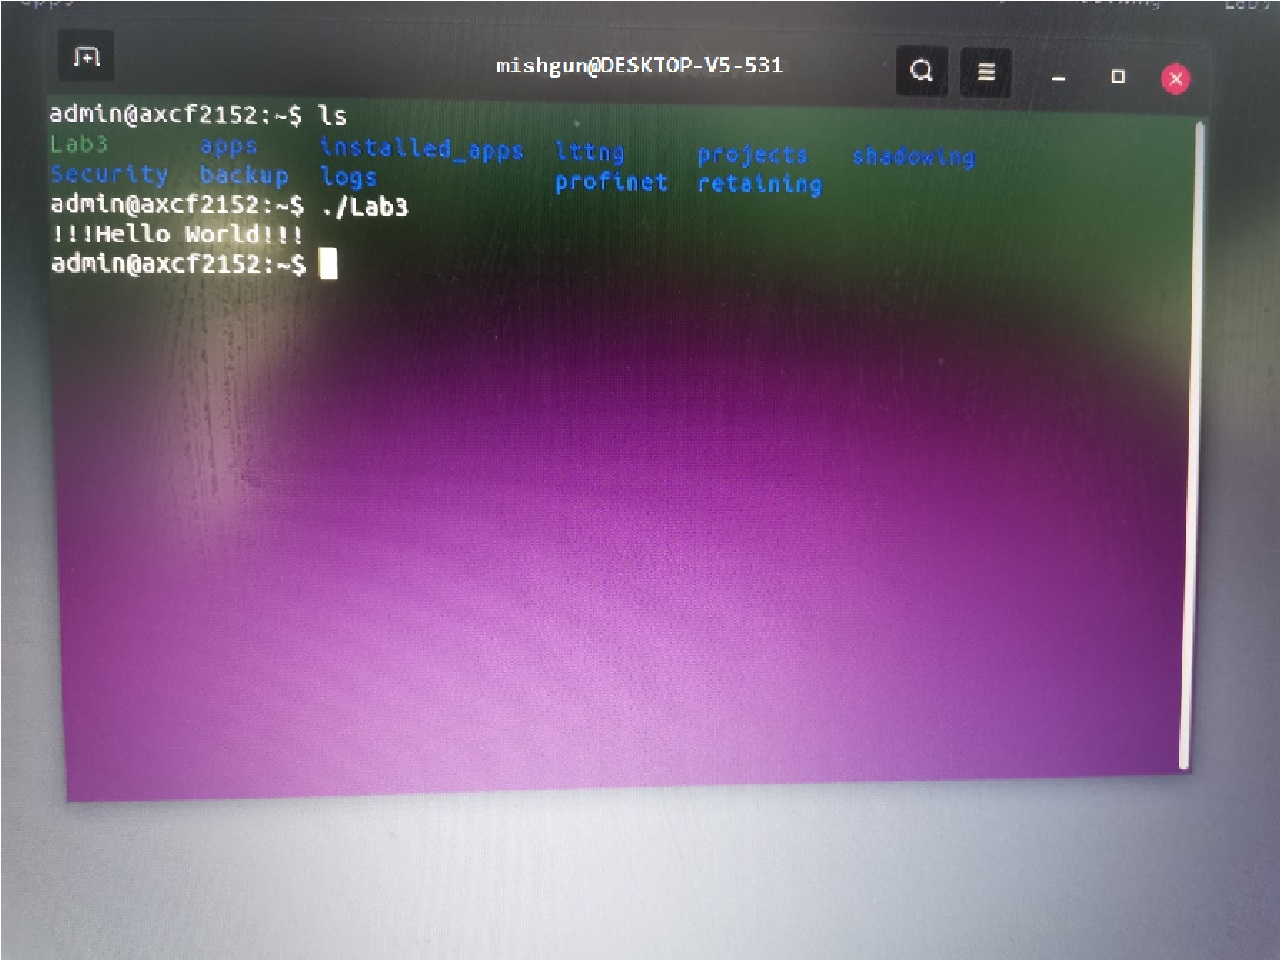 mishgun@DESKTOP-V5-531
admin@axcf2152:~$ ls
Lab3 apps installed_apps lttng projects shadowing
Security backup logs profinet retaining
admin@axcf2152:~$ ./Lab3
!!!Hello World!!!
admin@axcf2152:~$